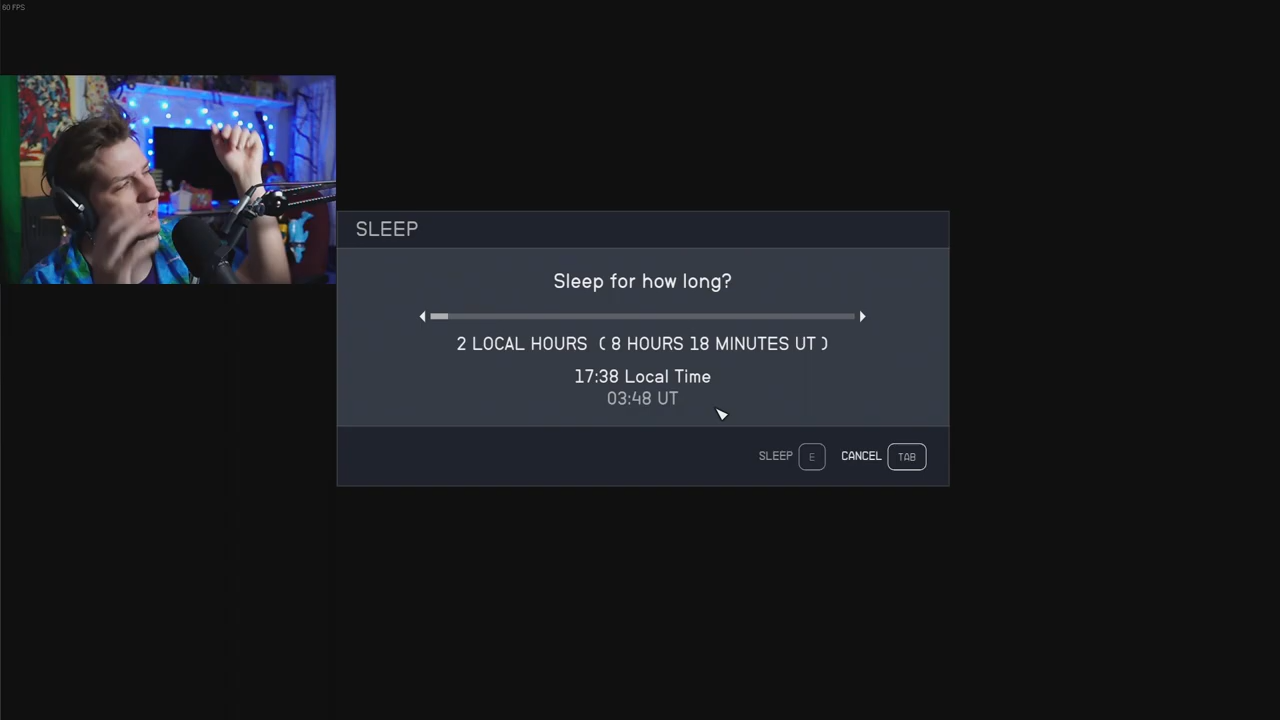 60 FPS
SLEEP
Sleep for how long?
2 LOCAL HOURS ( 8 HOURS 18 MINUTES UT )
17:38 Local Time
03:48 UT
SLEEP E CANCEL TAB